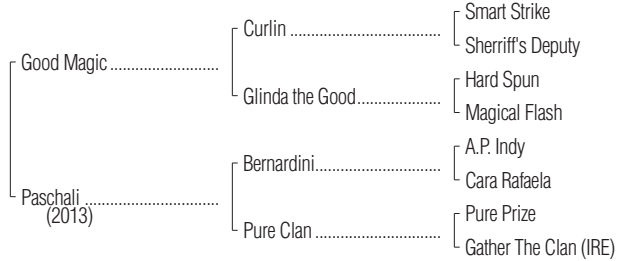 Smart Strike
Curlin
Sherriff's Deputy
Good Magic
Hard Spun
Glinda the Good
Magical Flash
A.P. Indy
Bernardini
Cara Rafaela
Paschali
(2013)
Pure Prize
Pure Clan
Gather The Clan (IRE)